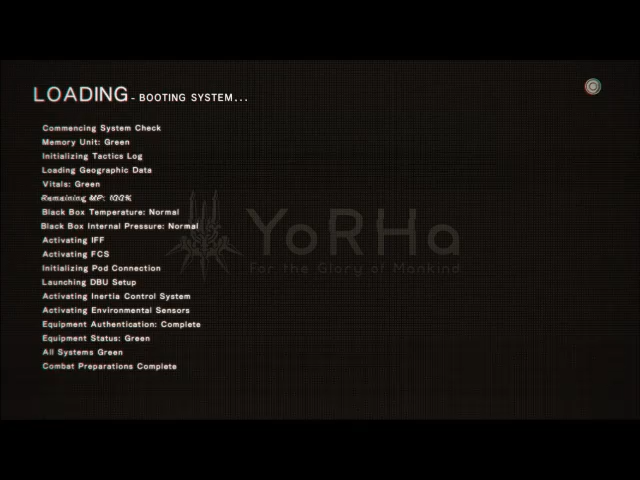 LOADING - BOOTING SYSTEM...
Commencing System Check
Memory Unit: Green
Initializing Tactics Log
Loading Geographic Data
Vitals: Green
Remaining MP: 100%
Black Box Temperature: Normal
Black Box Internal Pressure: Normal
Activating IFF
Activating FCS
Initializing Pod Connection
Launching DBU Setup
Activating Inertia Control System
Activating Environmental Sensors
Equipment Authentication: Complete
Equipment Status: Green
All Systems Green
Combat Preparations Complete
YoRHa
For the Glory of Mankind